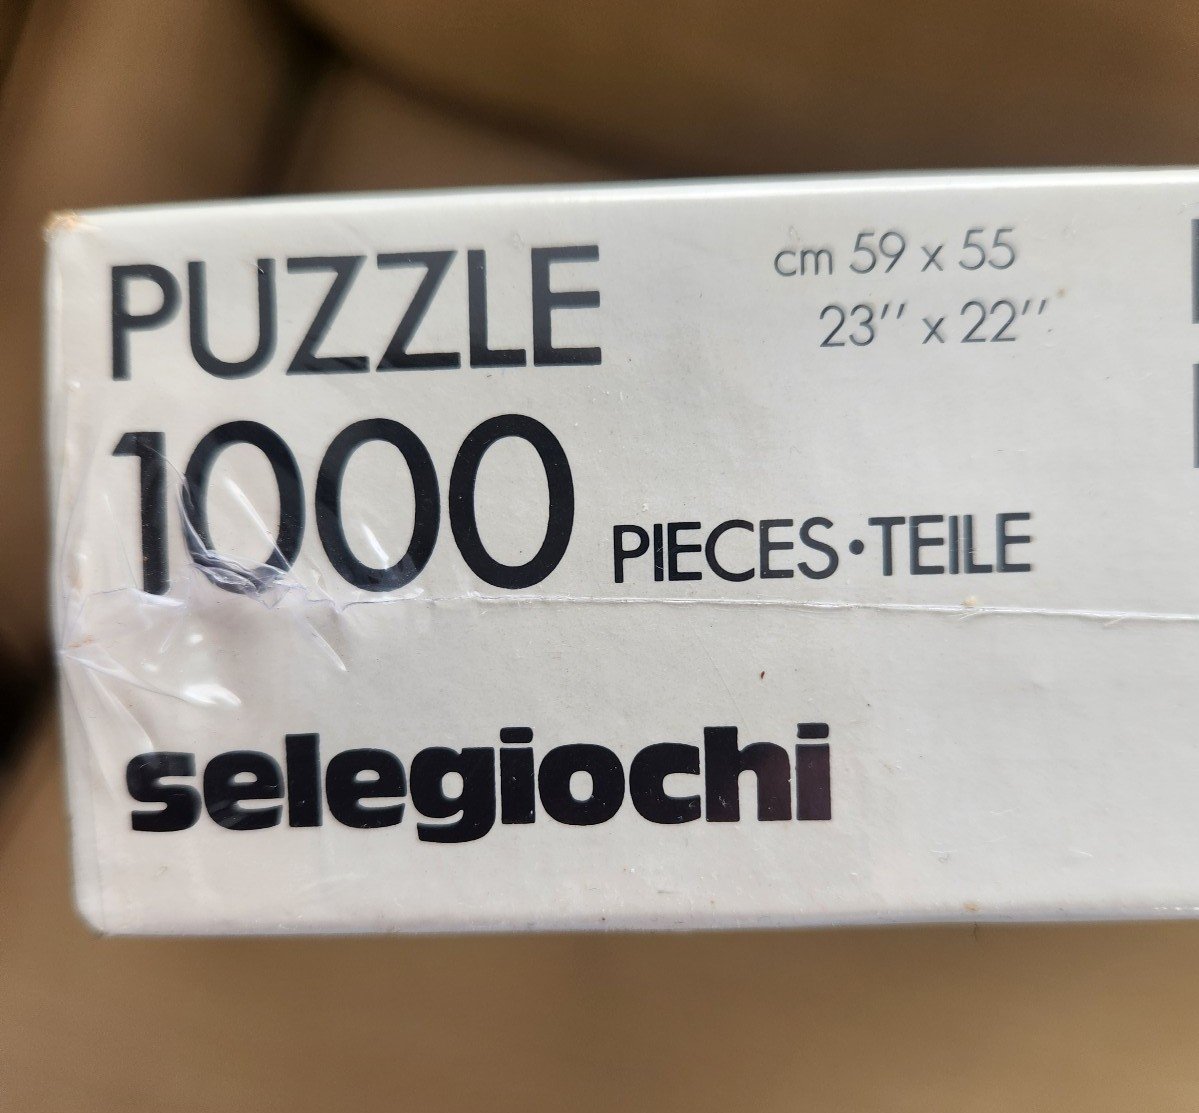 PUZZLE
cm 59 x 55
23'' x 22''
1000 PIECES•TEILE
selegiochi